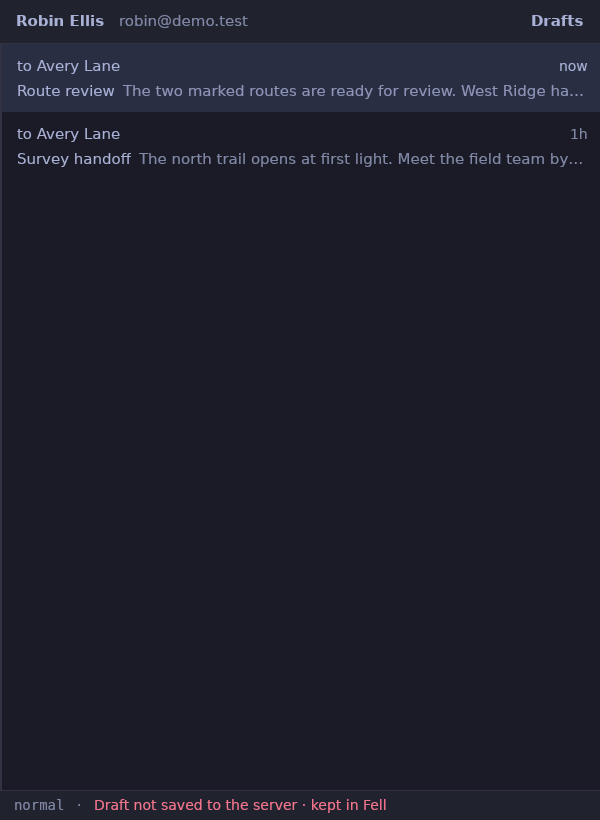 Robin Ellis robin@demo.test Drafts
to Avery Lane now
Route review The two marked routes are ready for review. West Ridge ha…
to Avery Lane 1h
Survey handoff The north trail opens at first light. Meet the field team by…
normal · Draft not saved to the server · kept in Fell